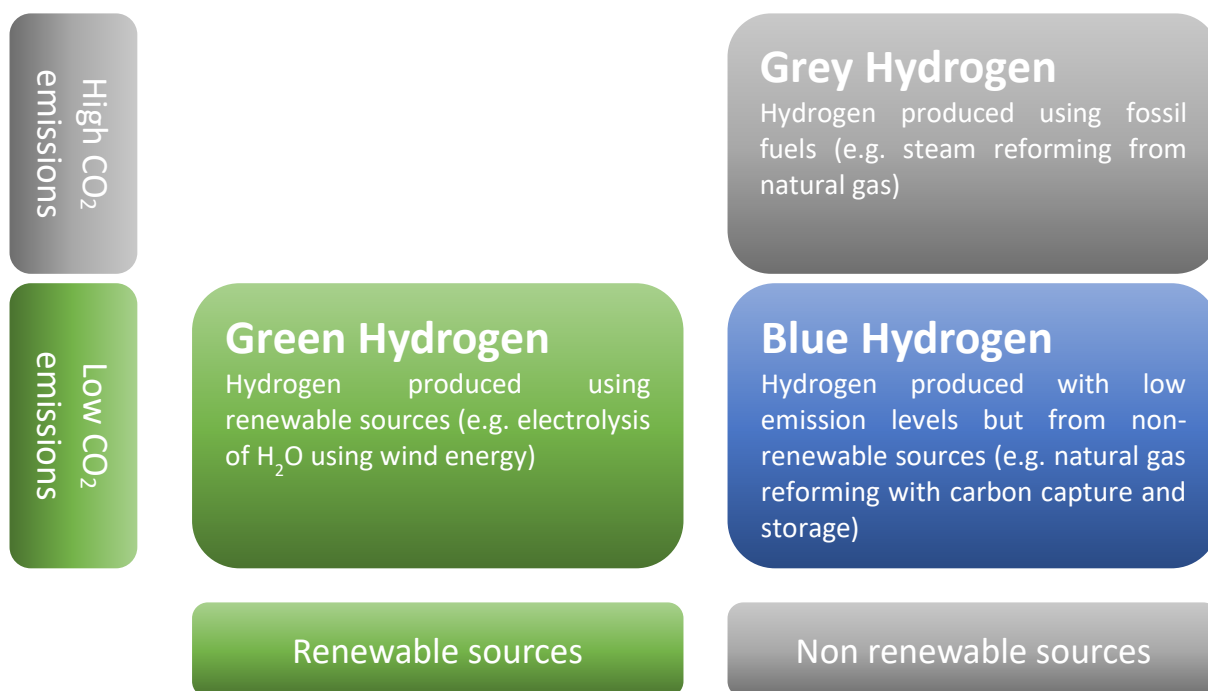 High CO₂
emissions
Grey Hydrogen
Hydrogen produced using fossil
fuels (e.g. steam reforming from
natural gas)
Low CO₂
emissions
Green Hydrogen
Hydrogen produced using
renewable sources (e.g. electrolysis
of H₂O using wind energy)
Blue Hydrogen
Hydrogen produced with low
emission levels but from non-
renewable sources (e.g. natural gas
reforming with carbon capture and
storage)
Renewable sources
Non renewable sources